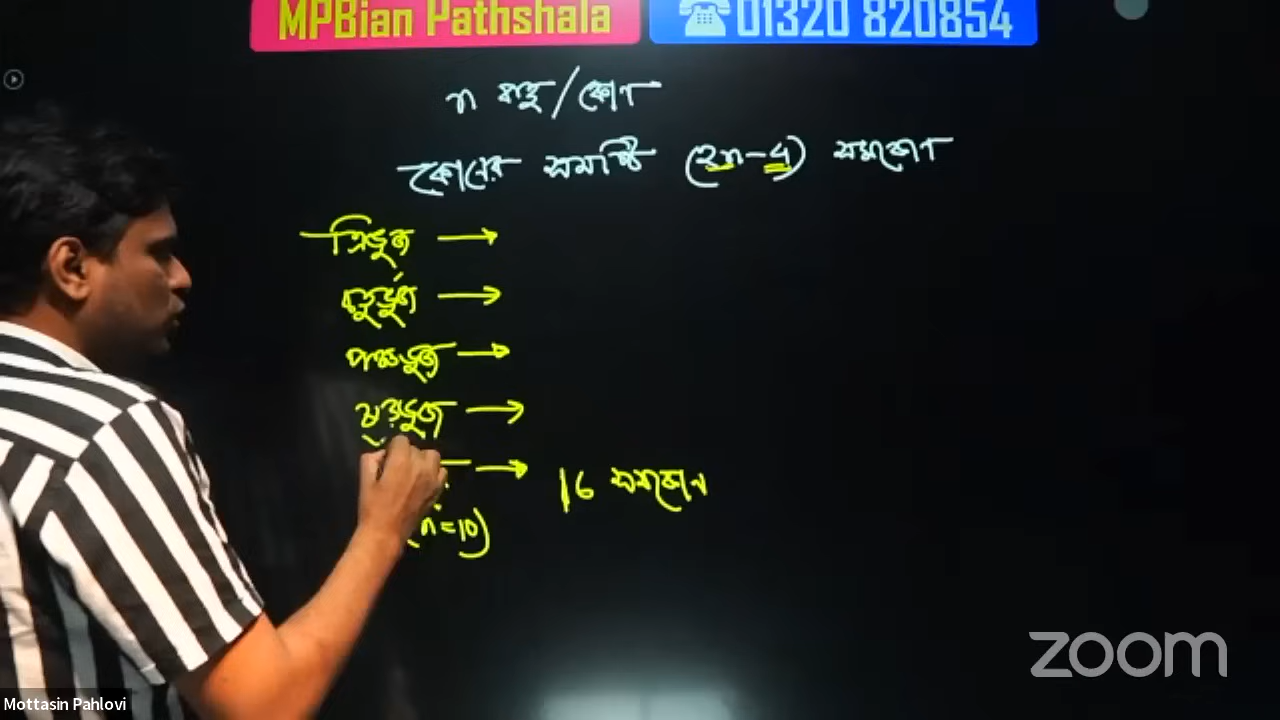 MPBian Pathshala ☎01320 820854
n বাহু/কোণ
কোনের সমষ্টি (2n-4) সমকোণ
ত্রিভূজ →
চতুর্ভূজ →
পঞ্চভূজ →
ষড়ভূজ →
→ 16 সমকোন
(n=10)
zoom
Mottasin Pahlovi